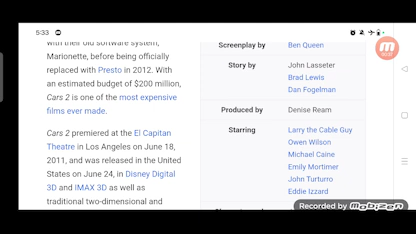 5:33
with their old software system,
Marionette, before being officially
replaced with Presto in 2012. With
an estimated budget of $200 million,
Cars 2 is one of the most expensive
films ever made.
Cars 2 premiered at the El Capitan
Theatre in Los Angeles on June 18,
2011, and was released in the United
States on June 24, in Disney Digital
3D and IMAX 3D as well as
traditional two-dimensional and
Screenplay by Ben Queen
Story by John Lasseter
Brad Lewis
Dan Fogelman
Produced by Denise Ream
Starring Larry the Cable Guy
Owen Wilson
Michael Caine
Emily Mortimer
John Turturro
Eddie Izzard
Recorded by Mobizen